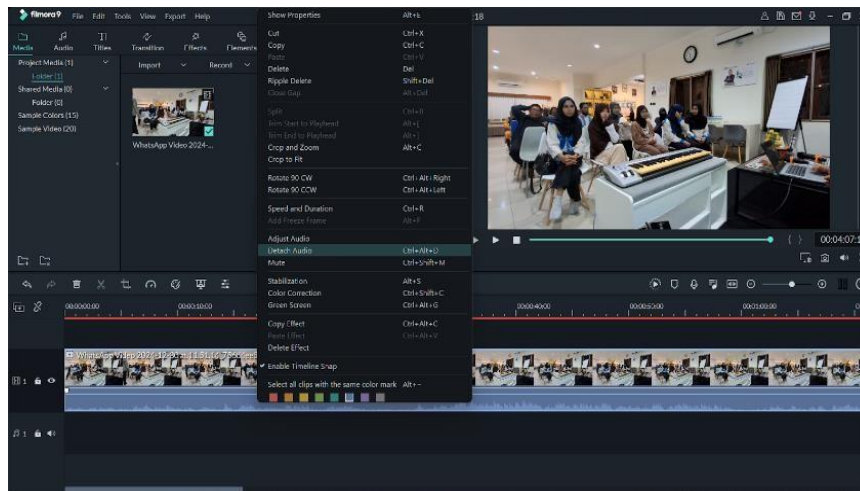 filmora9 File Edit Tools View Export Help
Media Audio Titles Transition Effects Elements
Project Media (1)
Folder (1)
Shared Media (0)
Folder (0)
Sample Colors (15)
Sample Video (20)
Import Record
WhatsApp Video 2024-...
Show Properties Alt+E
Cut Ctrl+X
Copy Ctrl+C
Paste Ctrl+V
Delete Del
Ripple Delete Shift+Del
Close Gap Alt+Del
Split Ctrl+B
Trim Start to Playhead Alt+[
Trim End to Playhead Alt+]
Crop and Zoom Alt+C
Crop to Fit
Rotate 90 CW Ctrl+Alt+Right
Rotate 90 CCW Ctrl+Alt+Left
Speed and Duration Ctrl+R
Add Freeze Frame Alt+F
Adjust Audio
Detach Audio Ctrl+Alt+D
Mute Ctrl+Shift+M
Stabilization Alt+S
Color Correction Ctrl+Shift+C
Green Screen Ctrl+Alt+G
Copy Effect Ctrl+Alt+C
Paste Effect Ctrl+Alt+V
Delete Effect
Enable Timeline Snap
Select all clips with the same color mark Alt+~
:18
{ } 00:04:07:1
00:00:00:00 00:00:10:00 00:00:40:00 00:00:50:00 00:01:00:00
WhatsApp Video 2024-12-
1
1